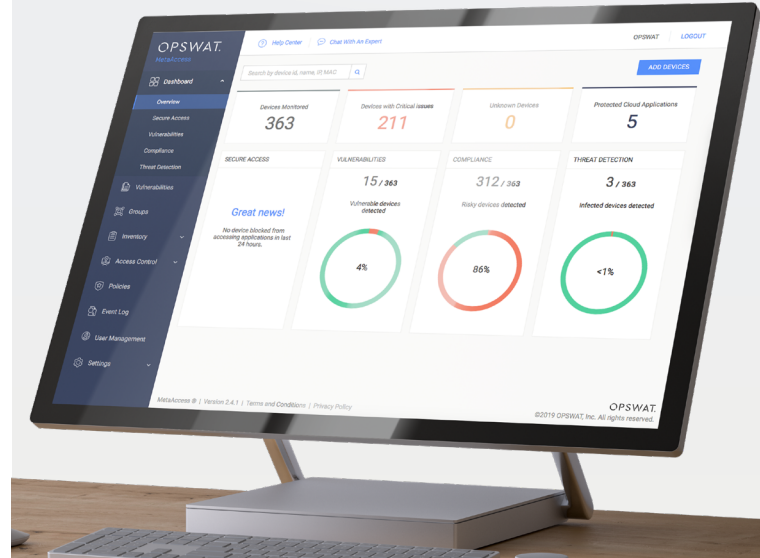 OPSWAT.
MetaAccess
Help Center
Chat With An Expert
OPSWAT
LOGOUT
Search by device id, name, IP, MAC
ADD DEVICES
Dashboard
Overview
Secure Access
Vulnerabilities
Compliance
Threat Detection
Vulnerabilities
Groups
Inventory
Access Control
Policies
Event Log
User Management
Settings
Devices Monitored
363
Devices with Critical issues
211
Unknown Devices
0
Protected Cloud Applications
5
SECURE ACCESS
Great news!
No device blocked from
accessing applications in last
24 hours.
VULNERABILITIES
15 / 363
Vulnerable devices
detected
4%
COMPLIANCE
312 / 363
Risky devices detected
86%
THREAT DETECTION
3 / 363
Infected devices detected
<1%
MetaAccess ® | Version 2.4.1 | Terms and Conditions | Privacy Policy
OPSWAT.
©2019 OPSWAT, Inc. All rights reserved.